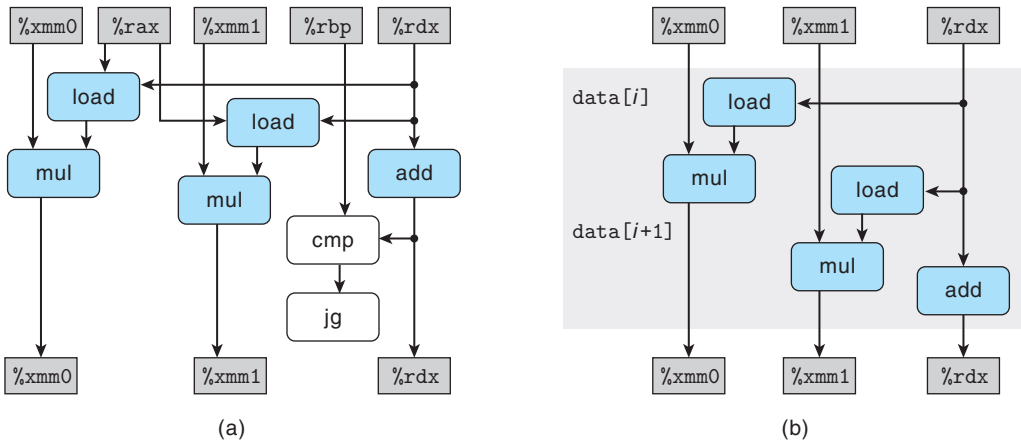 %xmm0 %rax %xmm1 %rbp %rdx
load
load
mul
mul
add
cmp
jg
%xmm0 %xmm1 %rdx
(a)
%xmm0 %xmm1 %rdx
data[i]
load
mul
load
data[i+1]
mul
add
%xmm0 %xmm1 %rdx
(b)